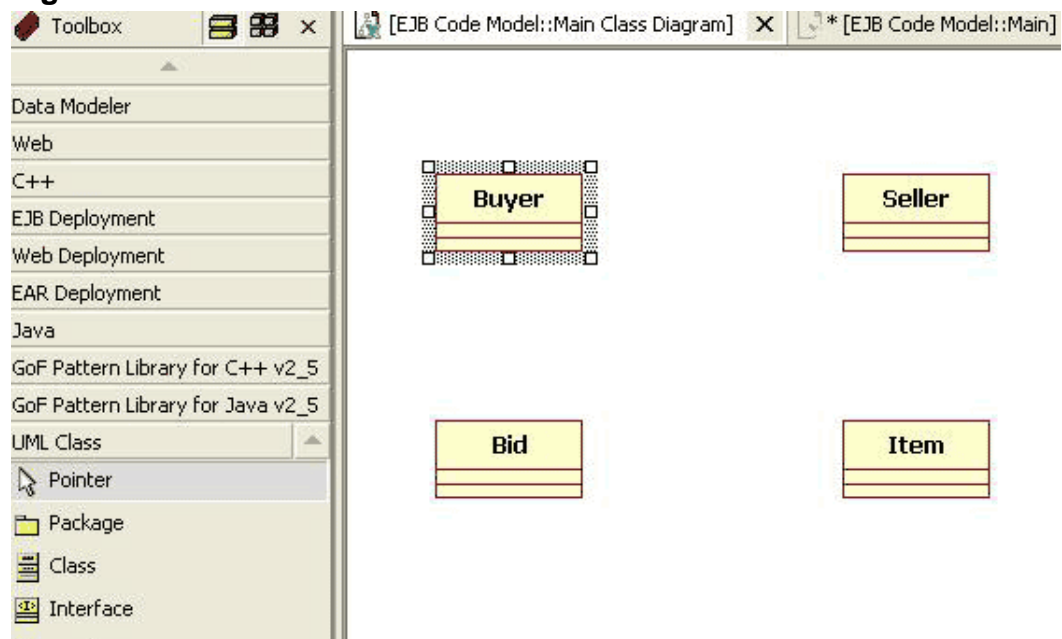 Toolbox
[EJB Code Model::Main Class Diagram]
* [EJB Code Model::Main]
Data Modeler
Web
C++
EJB Deployment
Web Deployment
EAR Deployment
Java
GoF Pattern Library for C++ v2_5
GoF Pattern Library for Java v2_5
UML Class
Pointer
Package
Class
Interface
Buyer
Seller
Bid
Item